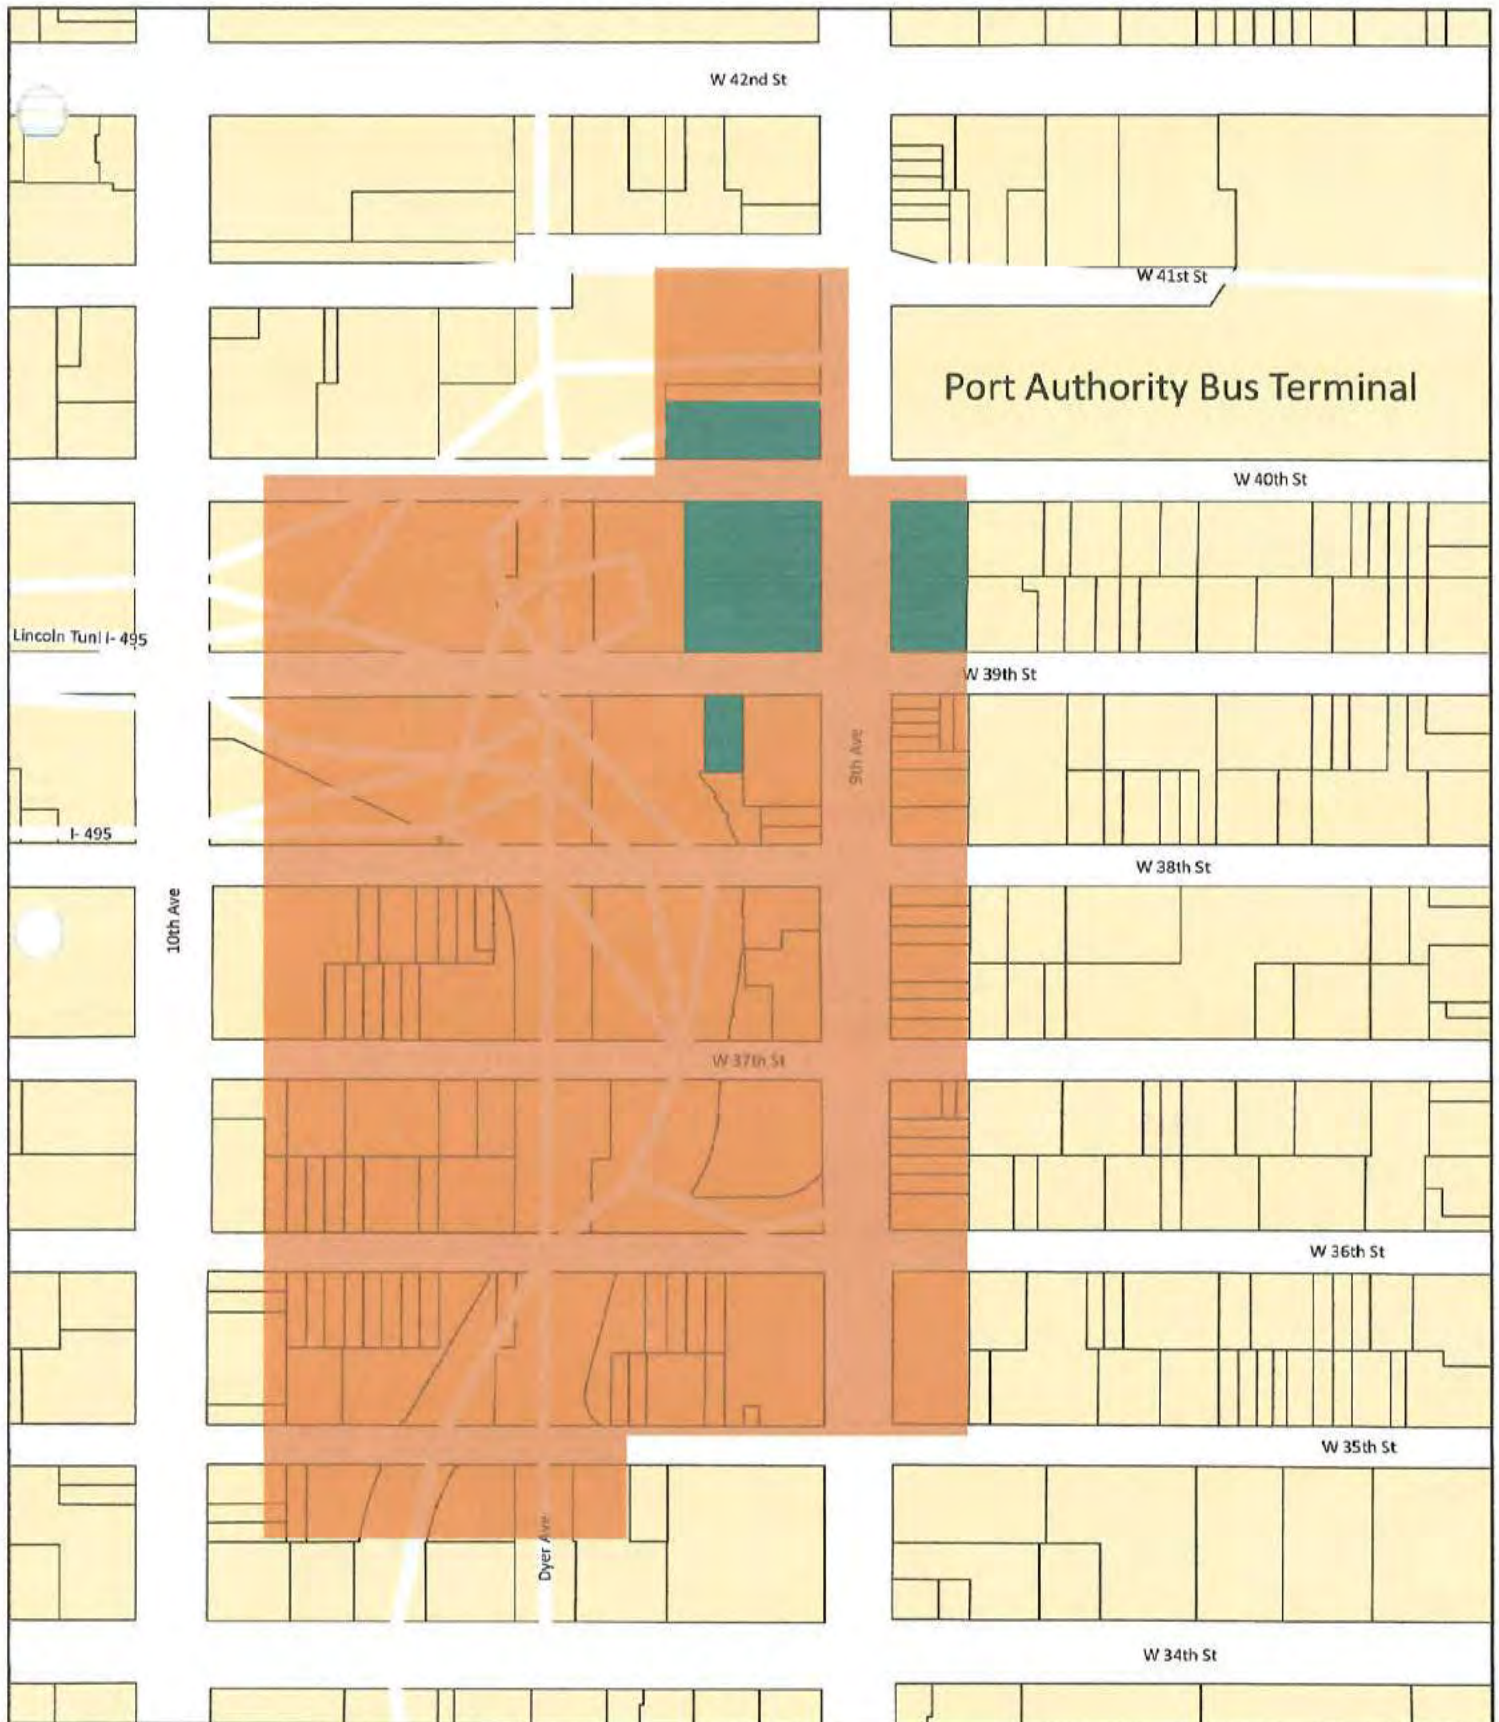 W 42nd St
W 41st St
Port Authority Bus Terminal
W 40th St
Lincoln Tunl I- 495
W 39th St
9th Ave
I- 495
W 38th St
10th Ave
W 37th St
W 36th St
W 35th St
Dyer Ave
W 34th St